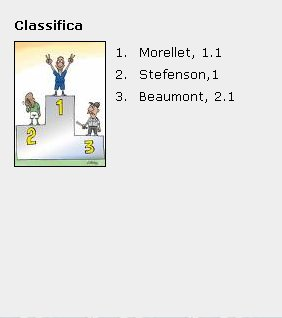 Classifica
1. Morellet, 1.1
2. Stefenson,1
3. Beaumont, 2.1
1
2
3